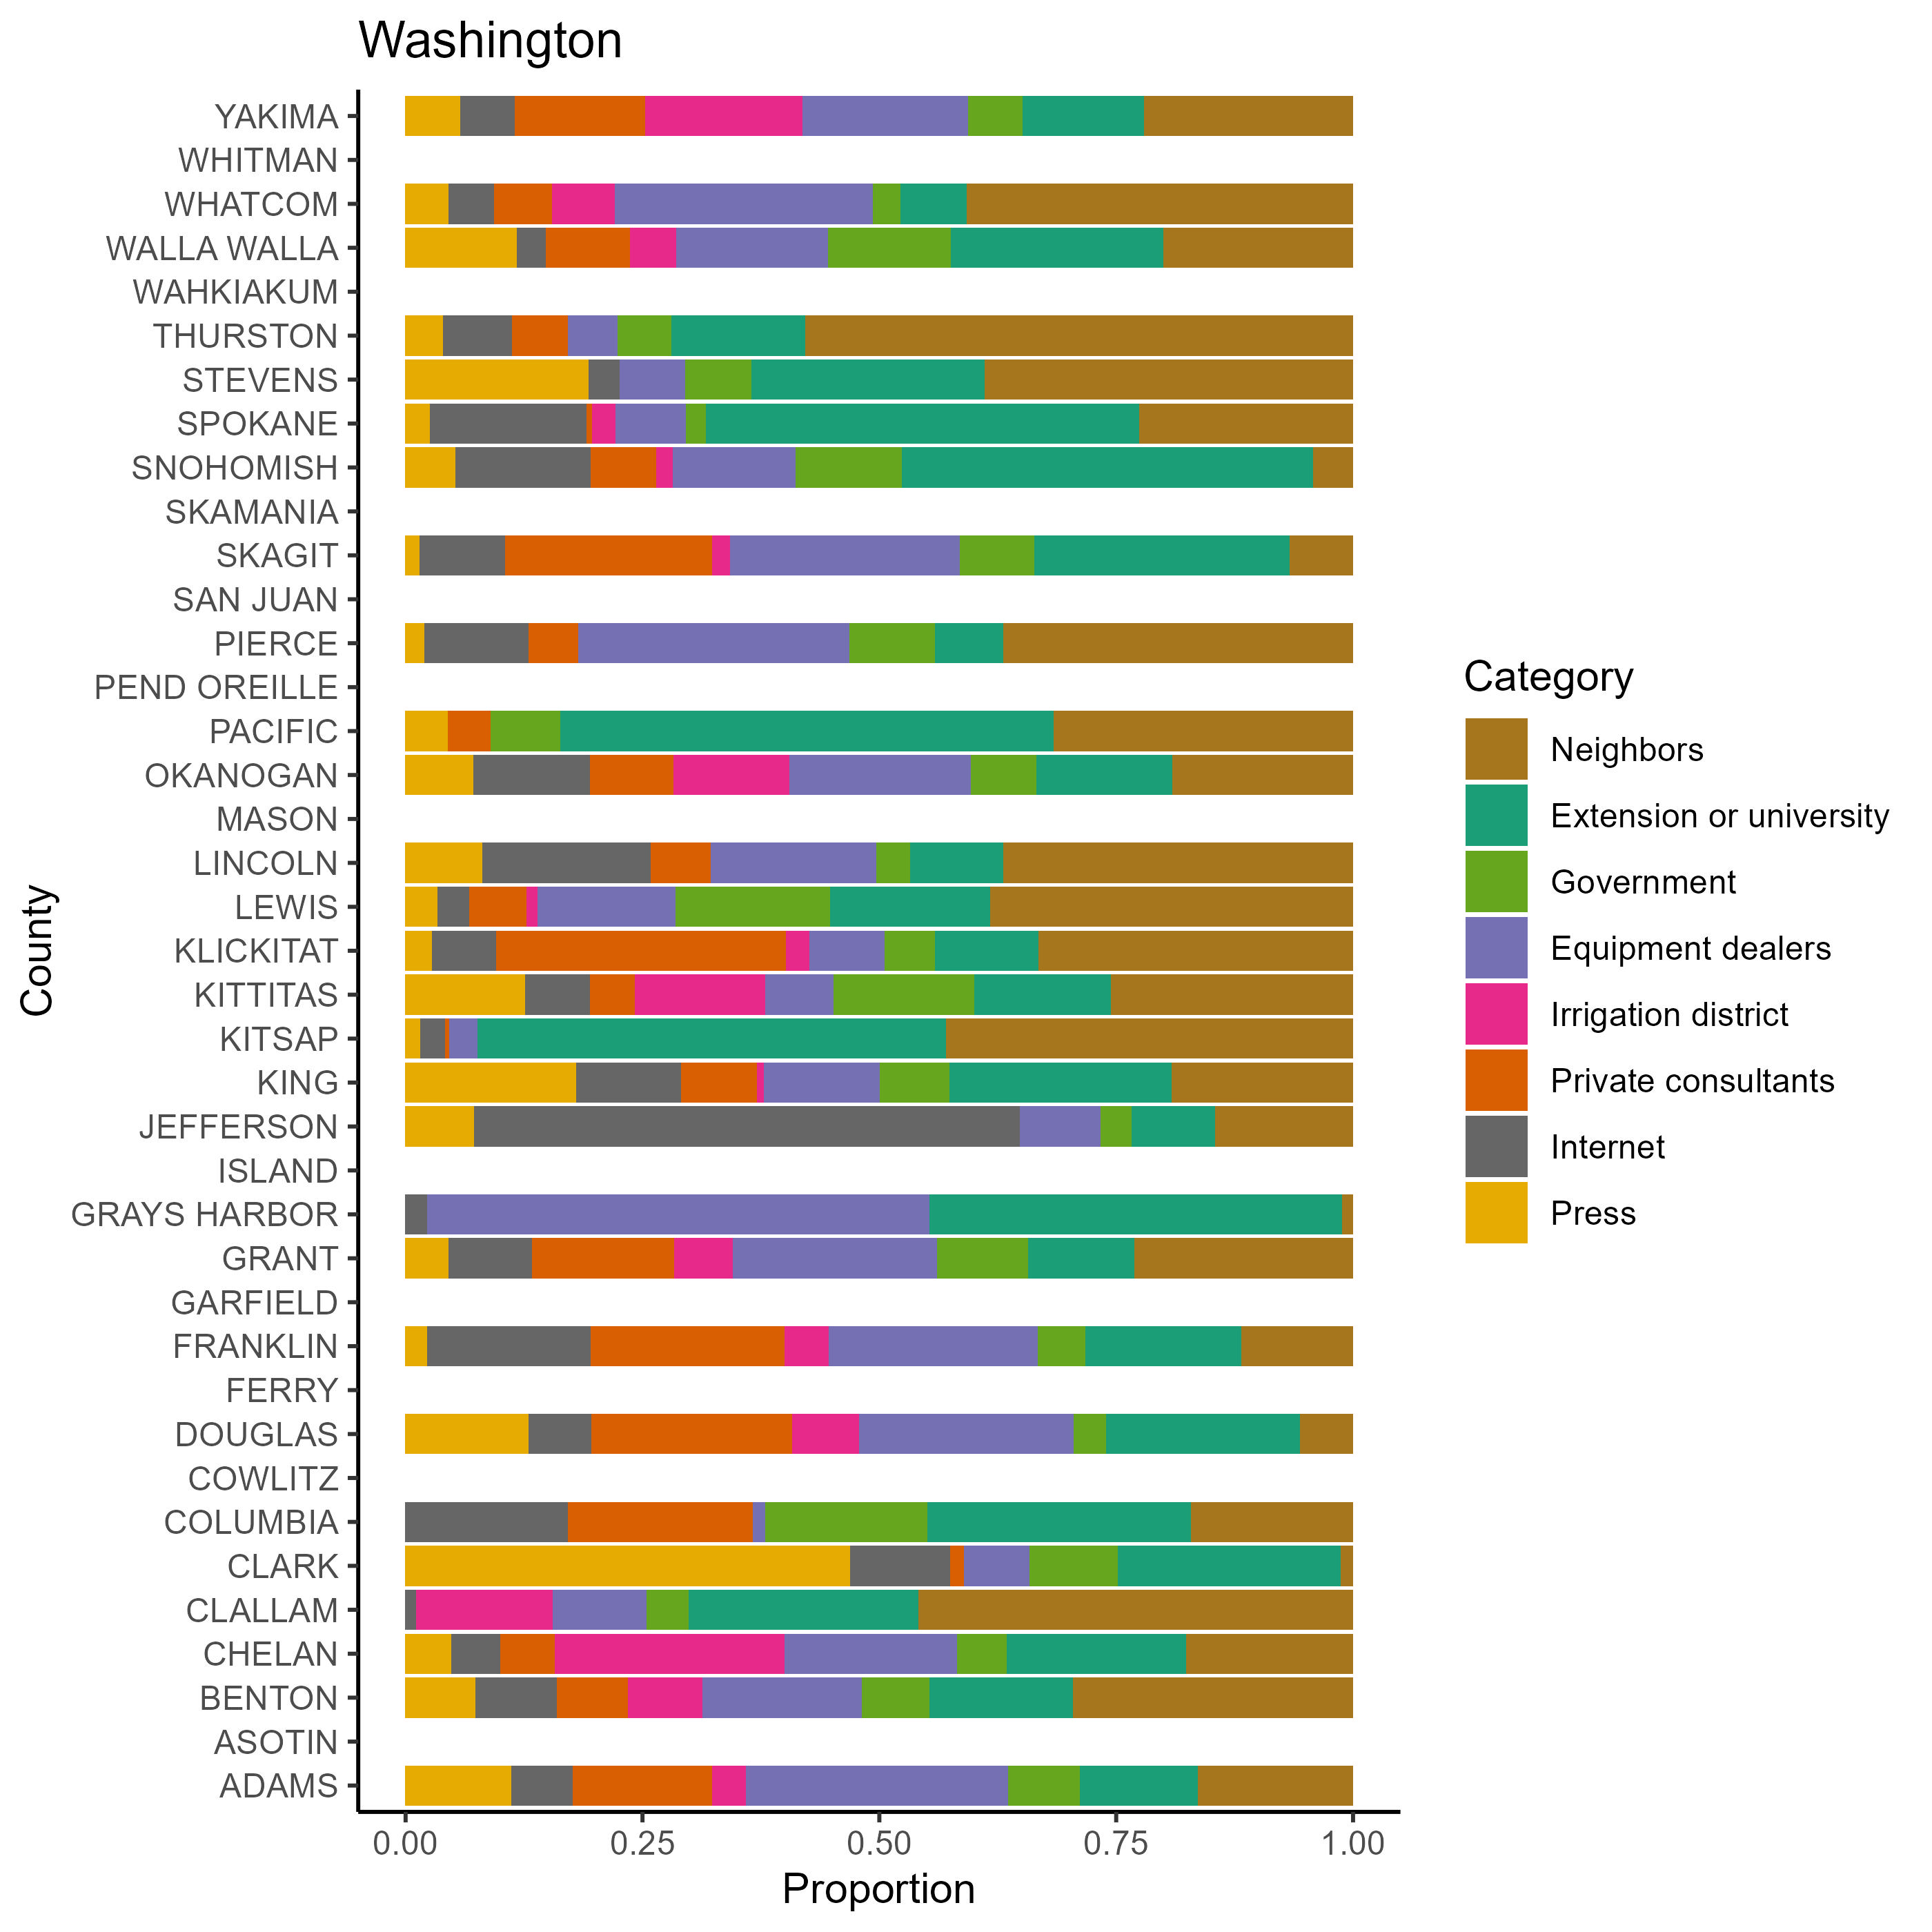 Washington
YAKIMA
WHITMAN
WHATCOM
WALLA WALLA
WAHKIAKUM
THURSTON
STEVENS
SPOKANE
SNOHOMISH
SKAMANIA
SKAGIT
SAN JUAN
PIERCE
PEND OREILLE
PACIFIC
OKANOGAN
MASON
LINCOLN
LEWIS
KLICKITAT
KITTITAS
KITSAP
KING
JEFFERSON
ISLAND
GRAYS HARBOR
GRANT
GARFIELD
FRANKLIN
FERRY
DOUGLAS
COWLITZ
COLUMBIA
CLARK
CLALLAM
CHELAN
BENTON
ASOTIN
ADAMS
County
0.00 0.25 0.50 0.75 1.00
Proportion
Category
Neighbors
Extension or university
Government
Equipment dealers
Irrigation district
Private consultants
Internet
Press